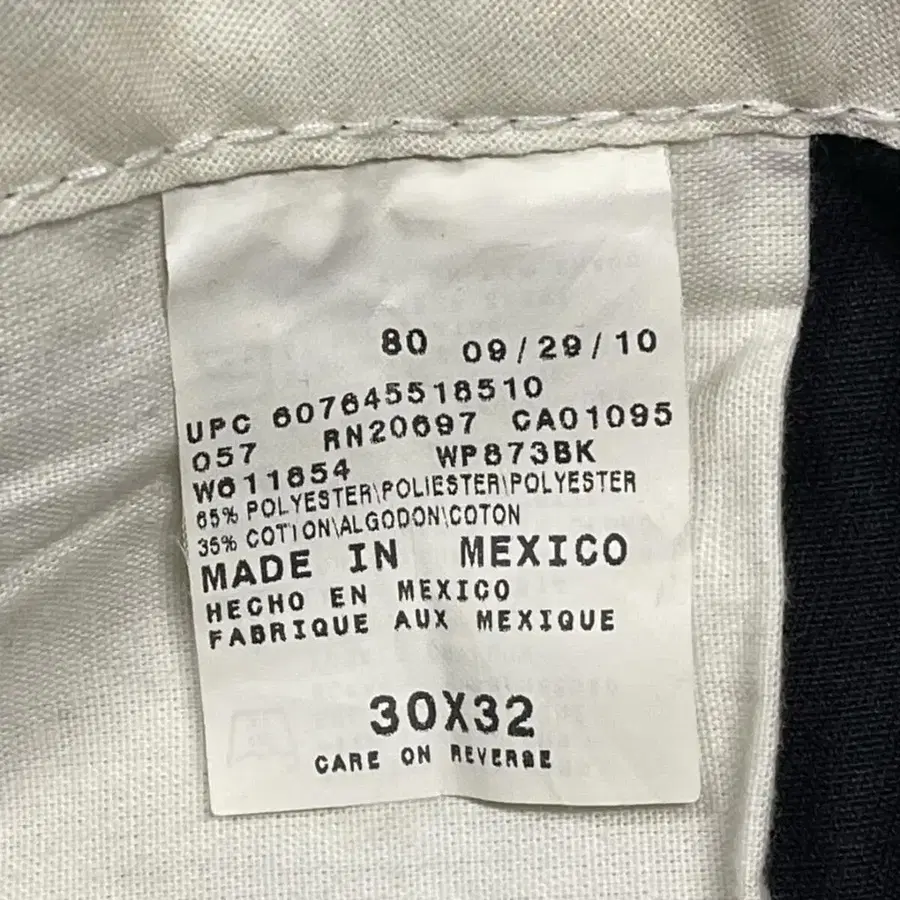 80 09/29/10
UPC 607645518510
057 RN20697 CA01095
W611854 WP873BK
65% POLYESTER\POLIESTER\POLYESTER
35% COTTON\ALGODON\COTON
MADE IN MEXICO
HECHO EN MEXICO
FABRIQUE AUX MEXIQUE
30X32
CARE ON REVERSE